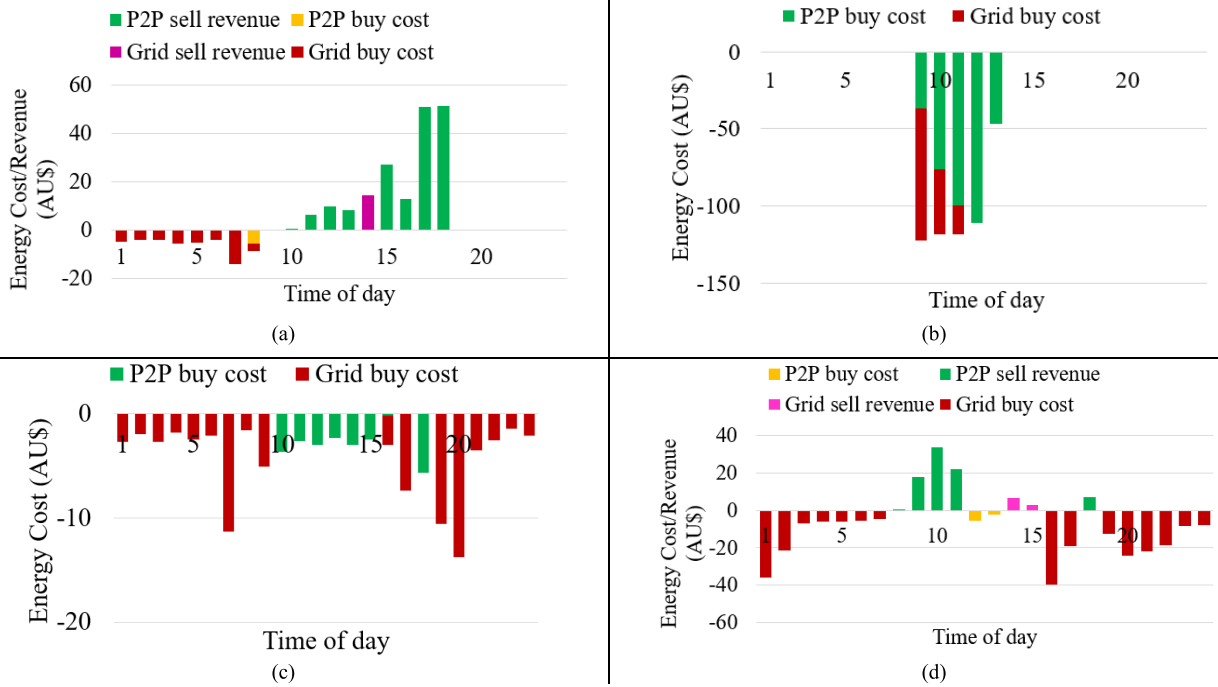 P2P sell revenue P2P buy cost
Grid sell revenue Grid buy cost
Energy Cost/Revenue
(AU$)
60
40
20
0
-20
1 5 10 15 20
Time of day
(a)
P2P buy cost Grid buy cost
Energy Cost (AU$)
0
-50
-100
-150
1 5 10 15 20
Time of day
(b)
P2P buy cost Grid buy cost
Energy Cost (AU$)
0
-10
-20
1 5 10 15 20
Time of day
(c)
P2P buy cost P2P sell revenue
Grid sell revenue Grid buy cost
Energy Cost/Revenue
(AU$)
40
20
0
-20
-40
-60
1 5 10 15 20
Time of day
(d)